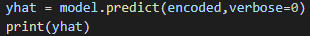 yhat = model.predict(encoded,verbose=0)
print(yhat)